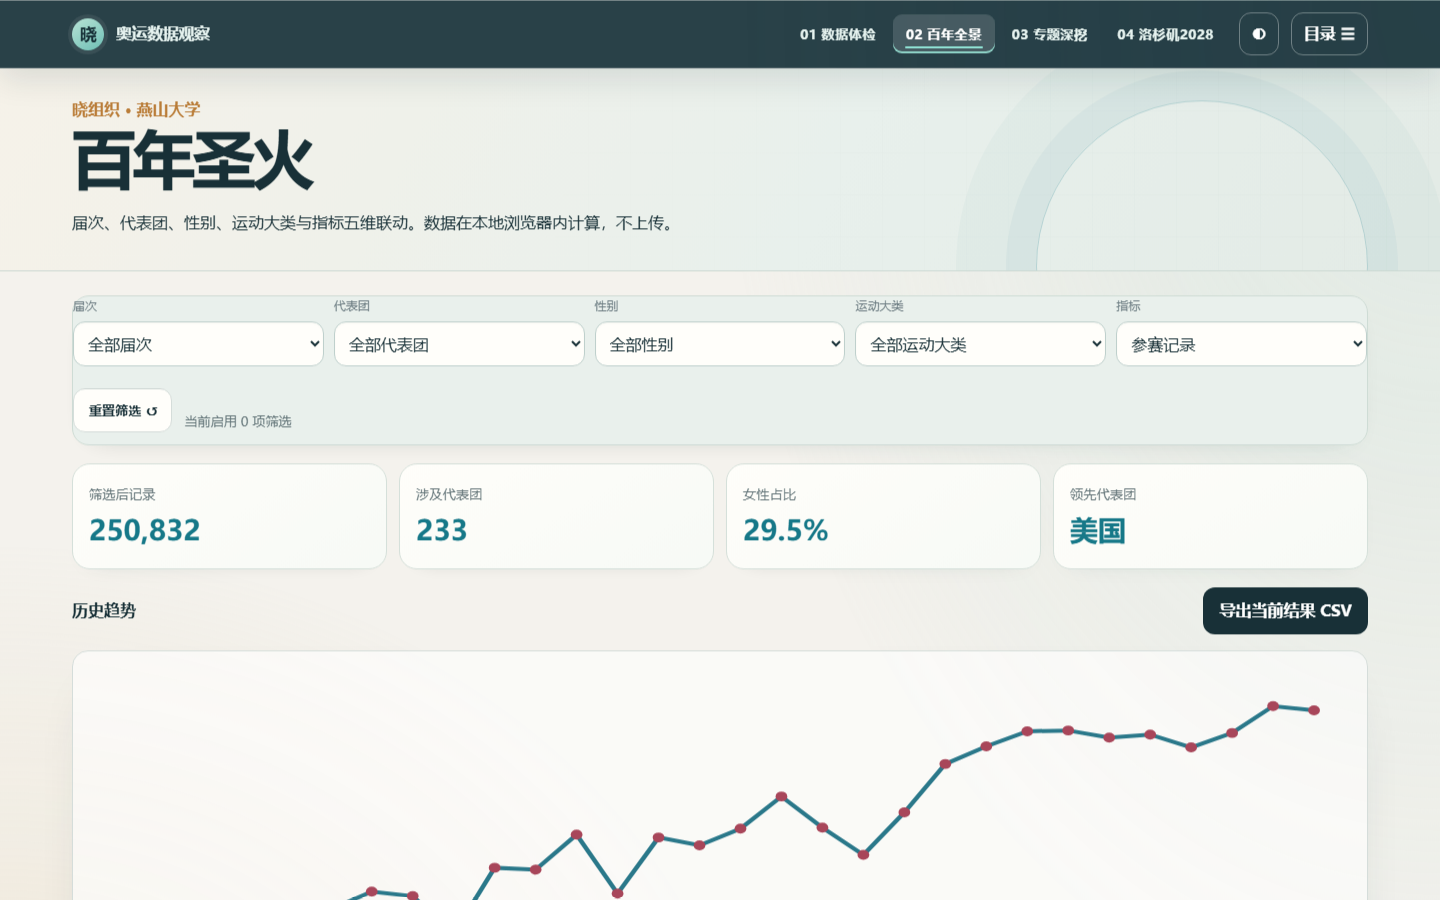 晓 奥运数据观察 01 数据体检 02 百年全景 03 专题深挖 04 洛杉矶2028 目录 ☰
晓组织 • 燕山大学
百年圣火
届次、代表团、性别、运动大类与指标五维联动。数据在本地浏览器内计算，不上传。
届次 代表团 性别 运动大类 指标
全部届次 全部代表团 全部性别 全部运动大类 参赛记录
重置筛选 ↺ 当前启用 0 项筛选
筛选后记录 涉及代表团 女性占比 领先代表团
250,832 233 29.5% 美国
历史趋势 导出当前结果 CSV